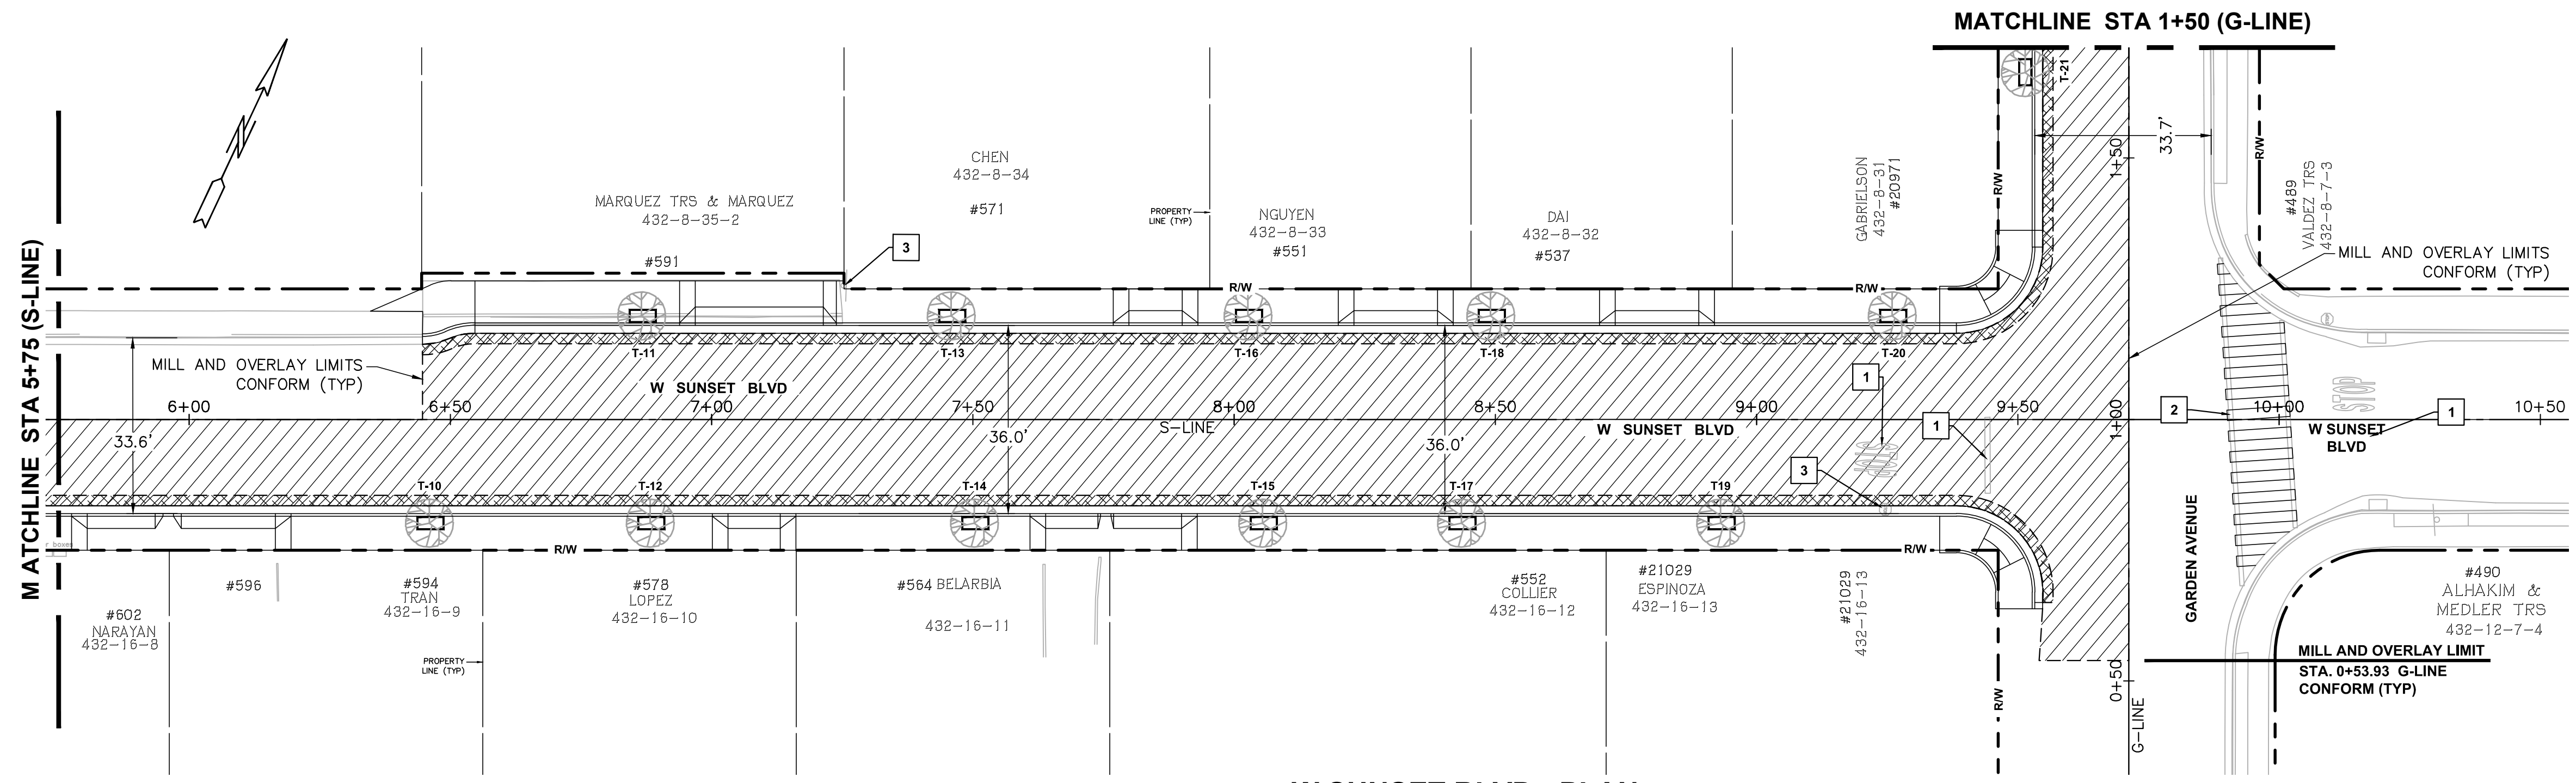 MATCHLINE STA 1+50 (G-LINE)
N
MATCHLINE STA 5+75 (S-LINE)
MARQUEZ TRS & MARQUEZ
432-8-35-2
#591
CHEN
432-8-34
#571
3
PROPERTY
LINE (TYP)
NGUYEN
432-8-33
#551
DAI
432-8-32
#537
GABRIELSON
432-8-31
#20971
R/W
T-21
1+50
33.7'
R/W
#489
VALDEZ TRS
432-8-7-3
MILL AND OVERLAY LIMITS
CONFORM (TYP)
R/W
R/W
MILL AND OVERLAY LIMITS
CONFORM (TYP)
T-11
T-13
T-16
T-18
T-20
W SUNSET BLVD
1
STOP
6+00
6+50
7+00
7+50
8+00
8+50
9+00
9+50
1+00
2
10+00
1
10+50
33.6'
36.0'
S-LINE
36.0'
W SUNSET BLVD
1
W SUNSET
BLVD
STOP
3
T-10
T-12
T-14
T-15
T-17
T19
GARDEN AVENUE
r boxes
R/W
R/W
#602
NARAYAN
432-16-8
#596
#594
TRAN
432-16-9
#578
LOPEZ
432-16-10
#564 BELARBIA
432-16-11
#552
COLLIER
432-16-12
#21029
ESPINOZA
432-16-13
#21029
432-16-13
#490
ALHAKIM &
MEDLER TRS
432-12-7-4
PROPERTY
LINE (TYP)
R/W
0+50
G-LINE
MILL AND OVERLAY LIMIT
STA. 0+53.93 G-LINE
CONFORM (TYP)